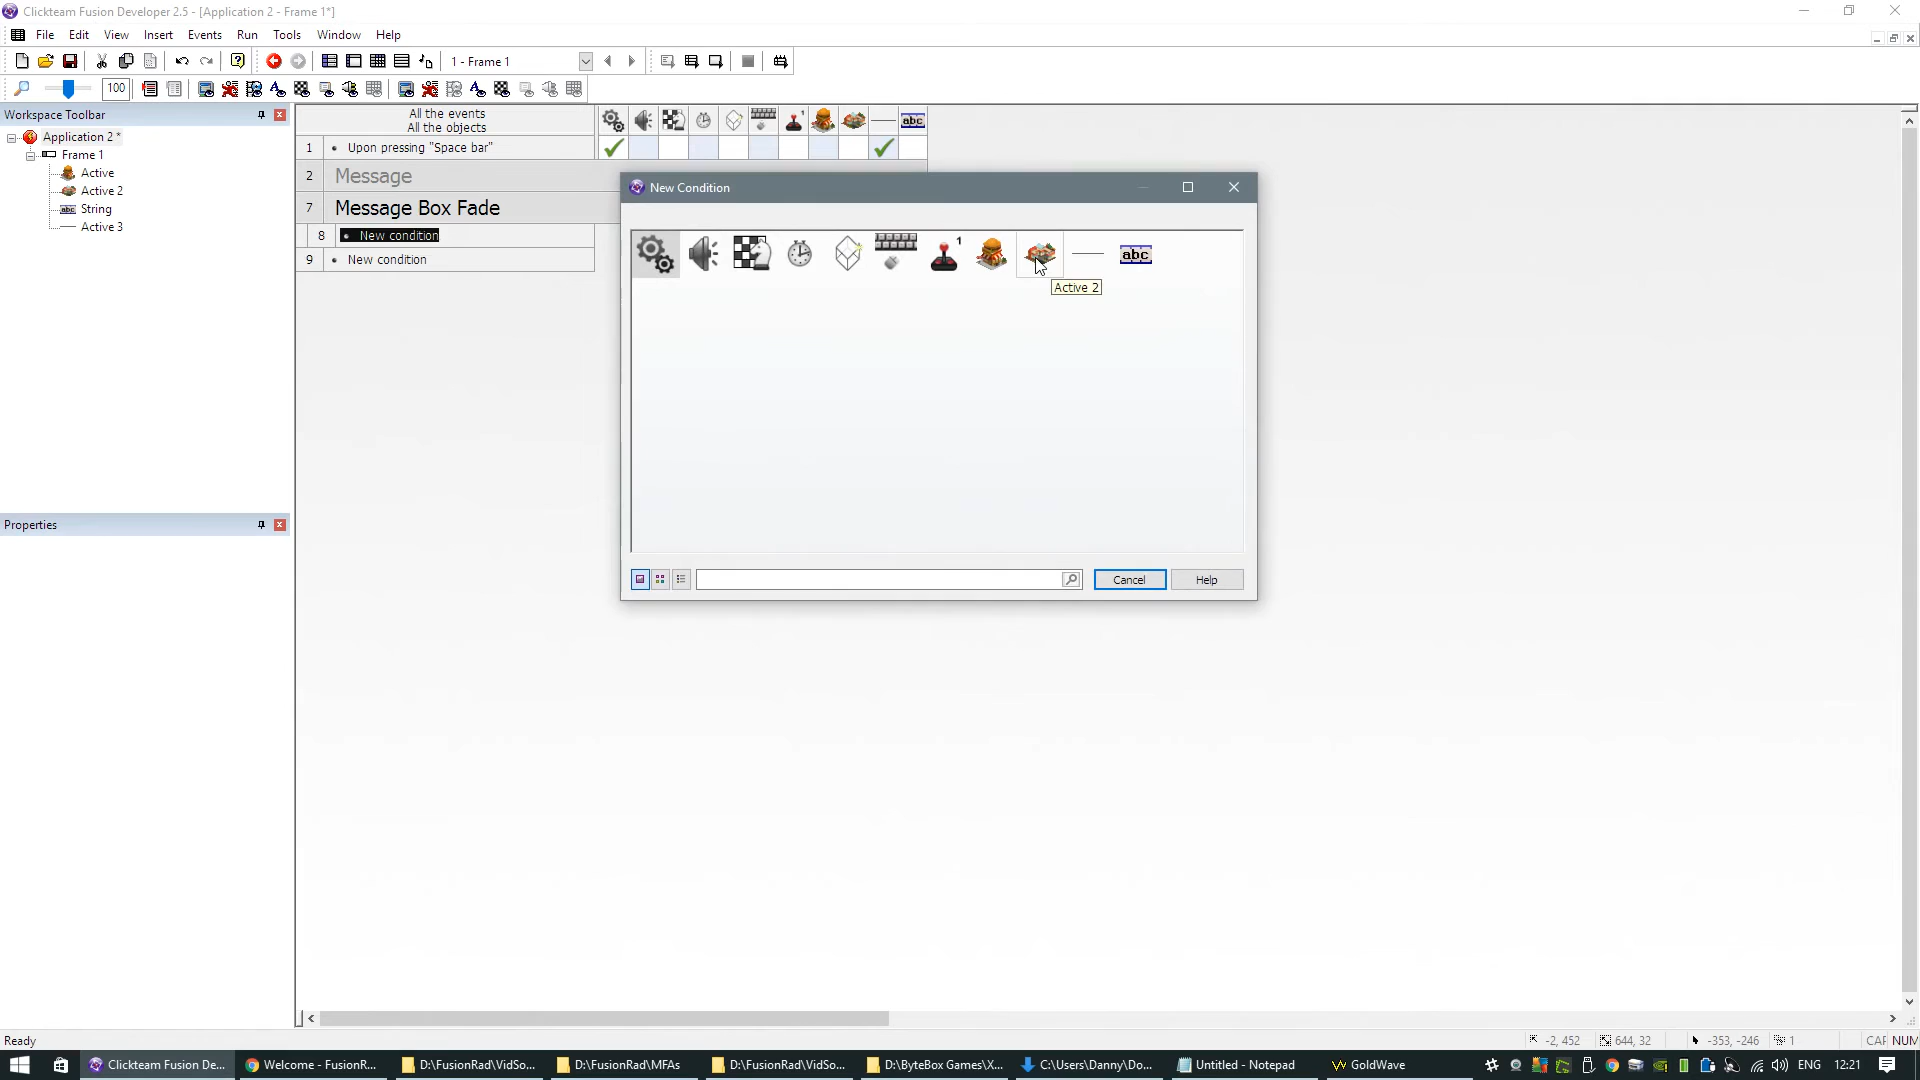 Clickteam Fusion Developer 2.5 - [Application 2 - Frame 1*]
File Edit View Insert Events Run Tools Window Help
1 - Frame 1
100
Workspace Toolbar
Application 2 *
Frame 1
Active
Active 2
abc String
Active 3
Properties
All the events
All the objects
abc
1 • Upon pressing "Space bar"
2 Message
7 Message Box Fade
8 • New condition
9 • New condition
New Condition
1
abc
Active 2
Cancel Help
Ready
-2, 452 644, 32 -353, -246 1 CAP NUM
Clickteam Fusion De... Welcome - FusionR... D:\FusionRad\VidSo... D:\FusionRad\MFAs D:\FusionRad\VidSo... D:\ByteBox Games\X... C:\Users\Danny\Do... Untitled - Notepad GoldWave ENG 12:21